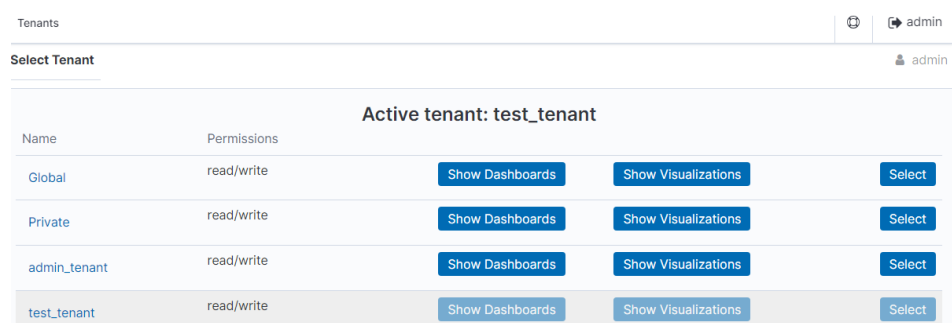 Tenants admin
Select Tenant admin
Active tenant: test_tenant
Name Permissions
Global read/write Show Dashboards Show Visualizations Select
Private read/write Show Dashboards Show Visualizations Select
admin_tenant read/write Show Dashboards Show Visualizations Select
test_tenant read/write Show Dashboards Show Visualizations Select